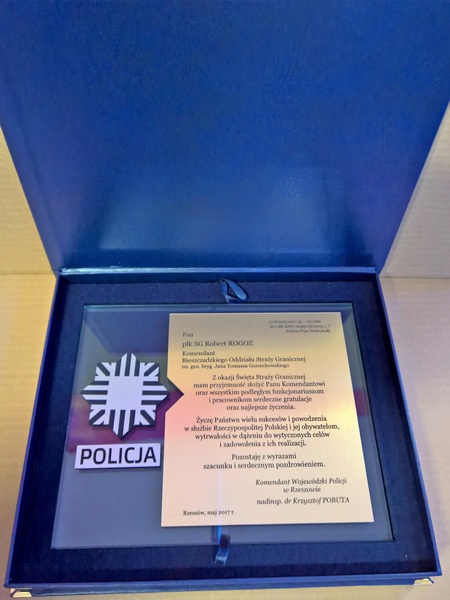 Pan
płk SG Robert ROGOZ
Komendant
Bieszczadzkiego Oddziału Straży Granicznej
im. gen. bryg. Jana Tomasza Gorzechowskiego
Z okazji Święta Straży Granicznej
mam przyjemność złożyć Panu Komendantowi
oraz wszystkim podległym funkcjonariuszom
i pracownikom serdeczne gratulacje
oraz najlepsze życzenia.
Życzę Państwu wielu sukcesów i powodzenia
w służbie Rzeczypospolitej Polskiej i jej obywatelom,
wytrwałości w dążeniu do wytyczonych celów
i zadowolenia z ich realizacji.
Pozostaję z wyrazami
szacunku i serdecznym pozdrowieniem.
Komendant Wojewódzki Policji
w Rzeszowie
nadinsp. dr Krzysztof POBUTA
Rzeszów, maj 2017 r.
POLICJA